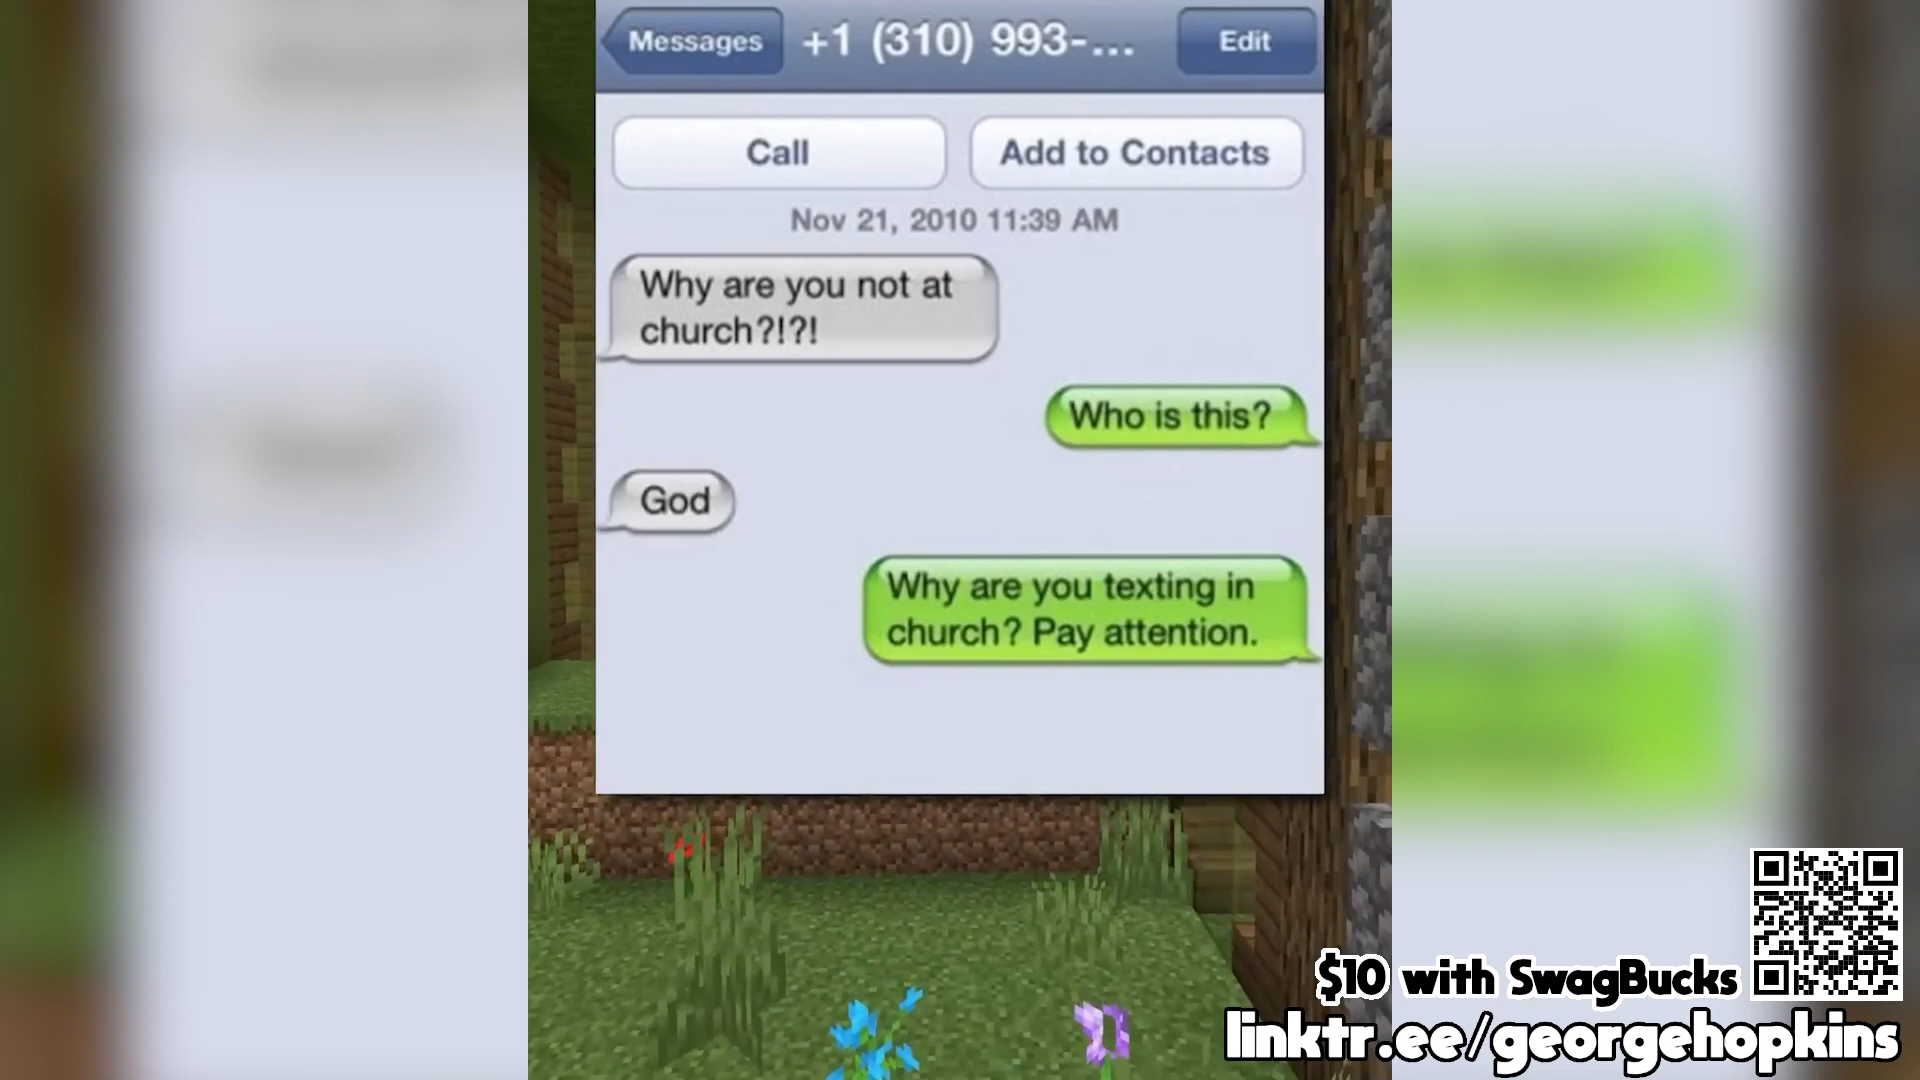 Messages
+1 (310) 993-...
Edit
Call
Add to Contacts
Nov 21, 2010 11:39 AM
Why are you not at
church?!?!
Who is this?
God
Why are you texting in
church? Pay attention.
$10 with SwagBucks
linktr.ee/georgehopkins